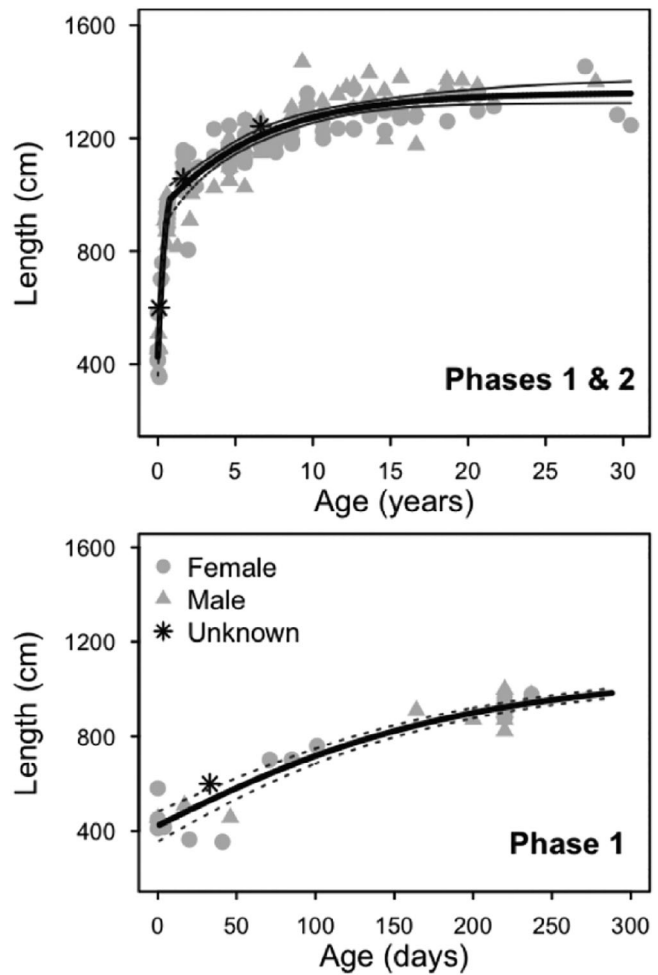 1600
1200
800
400
Length (cm)
Phases 1 & 2
0 5 10 15 20 25 30
Age (years)
1600
1200
800
400
Length (cm)
Female
Male
Unknown
Phase 1
0 50 100 150 200 250 300
Age (days)